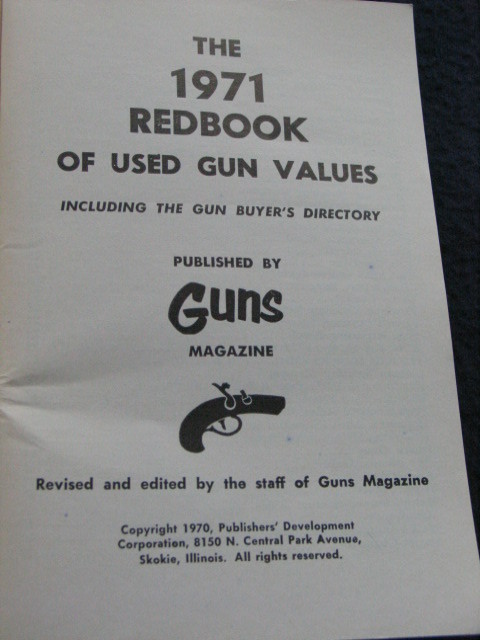 THE
1971
REDBOOK
OF USED GUN VALUES
INCLUDING THE GUN BUYER'S DIRECTORY
PUBLISHED BY
Guns
MAGAZINE
Revised and edited by the staff of Guns Magazine
Copyright 1970, Publishers' Development
Corporation, 8150 N. Central Park Avenue,
Skokie, Illinois. All rights reserved.